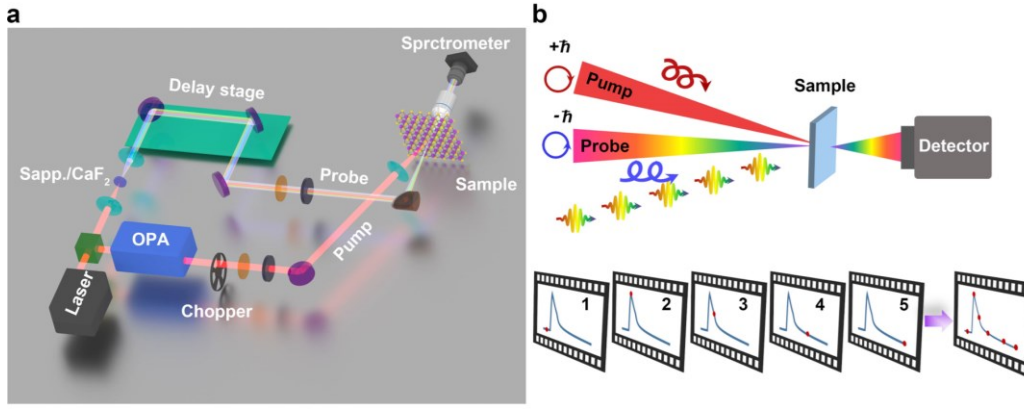 a
Sprctrometer
Delay stage
Sapp./CaF₂
Probe
Sample
OPA
Pump
Laser
Chopper
b
+ħ
Pump
Sample
-ħ
Probe
Detector
1
2
3
4
5